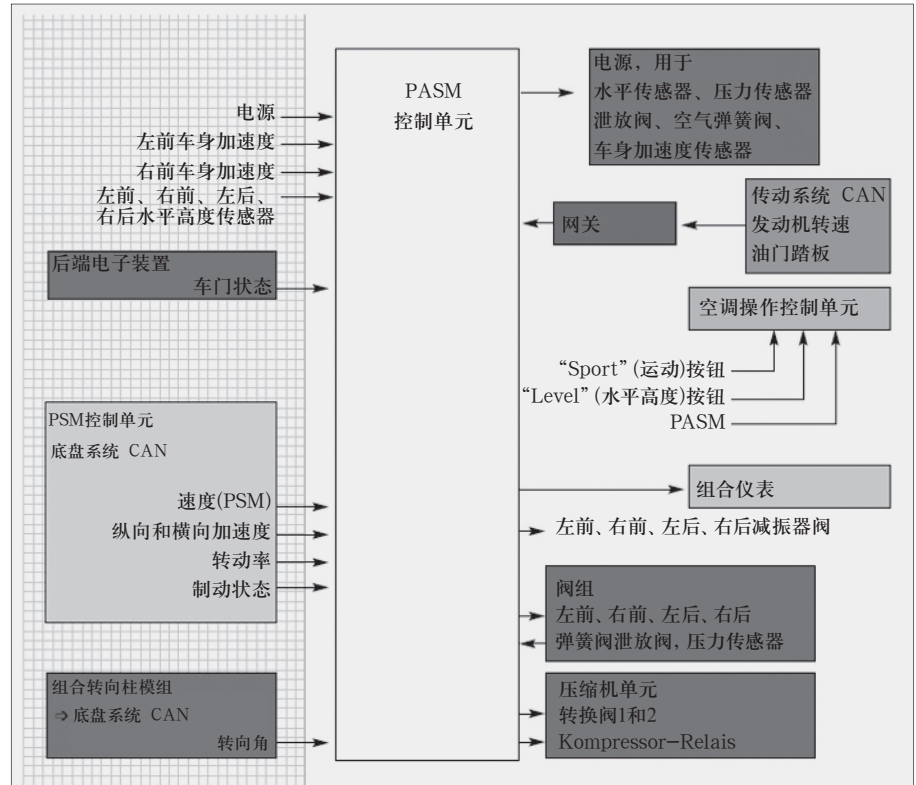 PASM
控制单元
电源
左前车身加速度
右前车身加速度
左前、右前、左后、
右后水平高度传感器
后端电子装置
车门状态
PSM控制单元
底盘系统 CAN
速度(PSM)
纵向和横向加速度
转动率
制动状态
组合转向柱模组
⇨ 底盘系统 CAN
转向角
电源，用于
水平传感器、压力传感器
泄放阀、空气弹簧阀、
车身加速度传感器
网关
传动系统 CAN
发动机转速
油门踏板
空调操作控制单元
“Sport”(运动)按钮
“Level”(水平高度)按钮
PASM
组合仪表
左前、右前、左后、右后减振器阀
阀组
左前、右前、左后、右后
弹簧阀泄放阀，压力传感器
压缩机单元
转换阀1和2
Kompressor−Relais